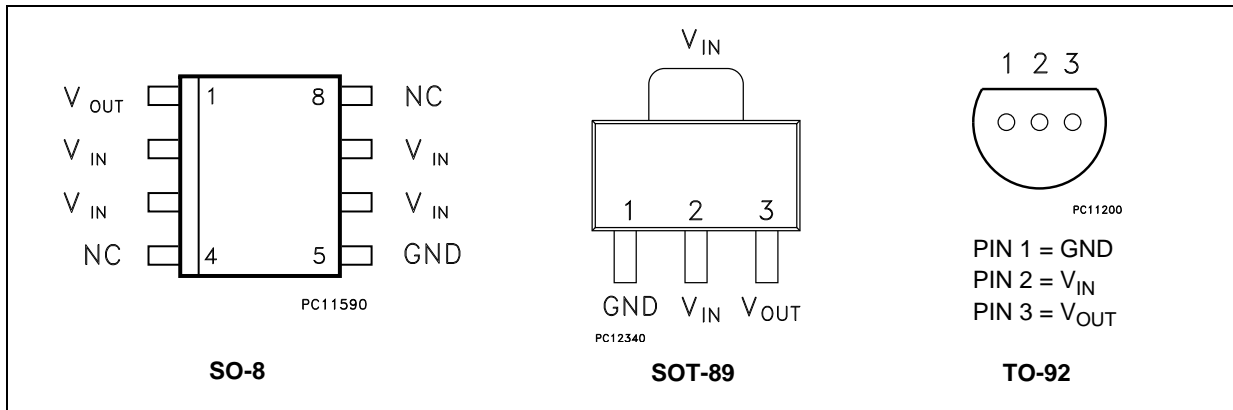 V OUT 1 8 NC
V IN V IN
V IN V IN
NC 4 5 GND
PC11590
SO-8
V IN
1 2 3
GND V IN V OUT
PC12340
SOT-89
1 2 3
PC11200
PIN 1 = GND
PIN 2 = VIN
PIN 3 = VOUT
TO-92